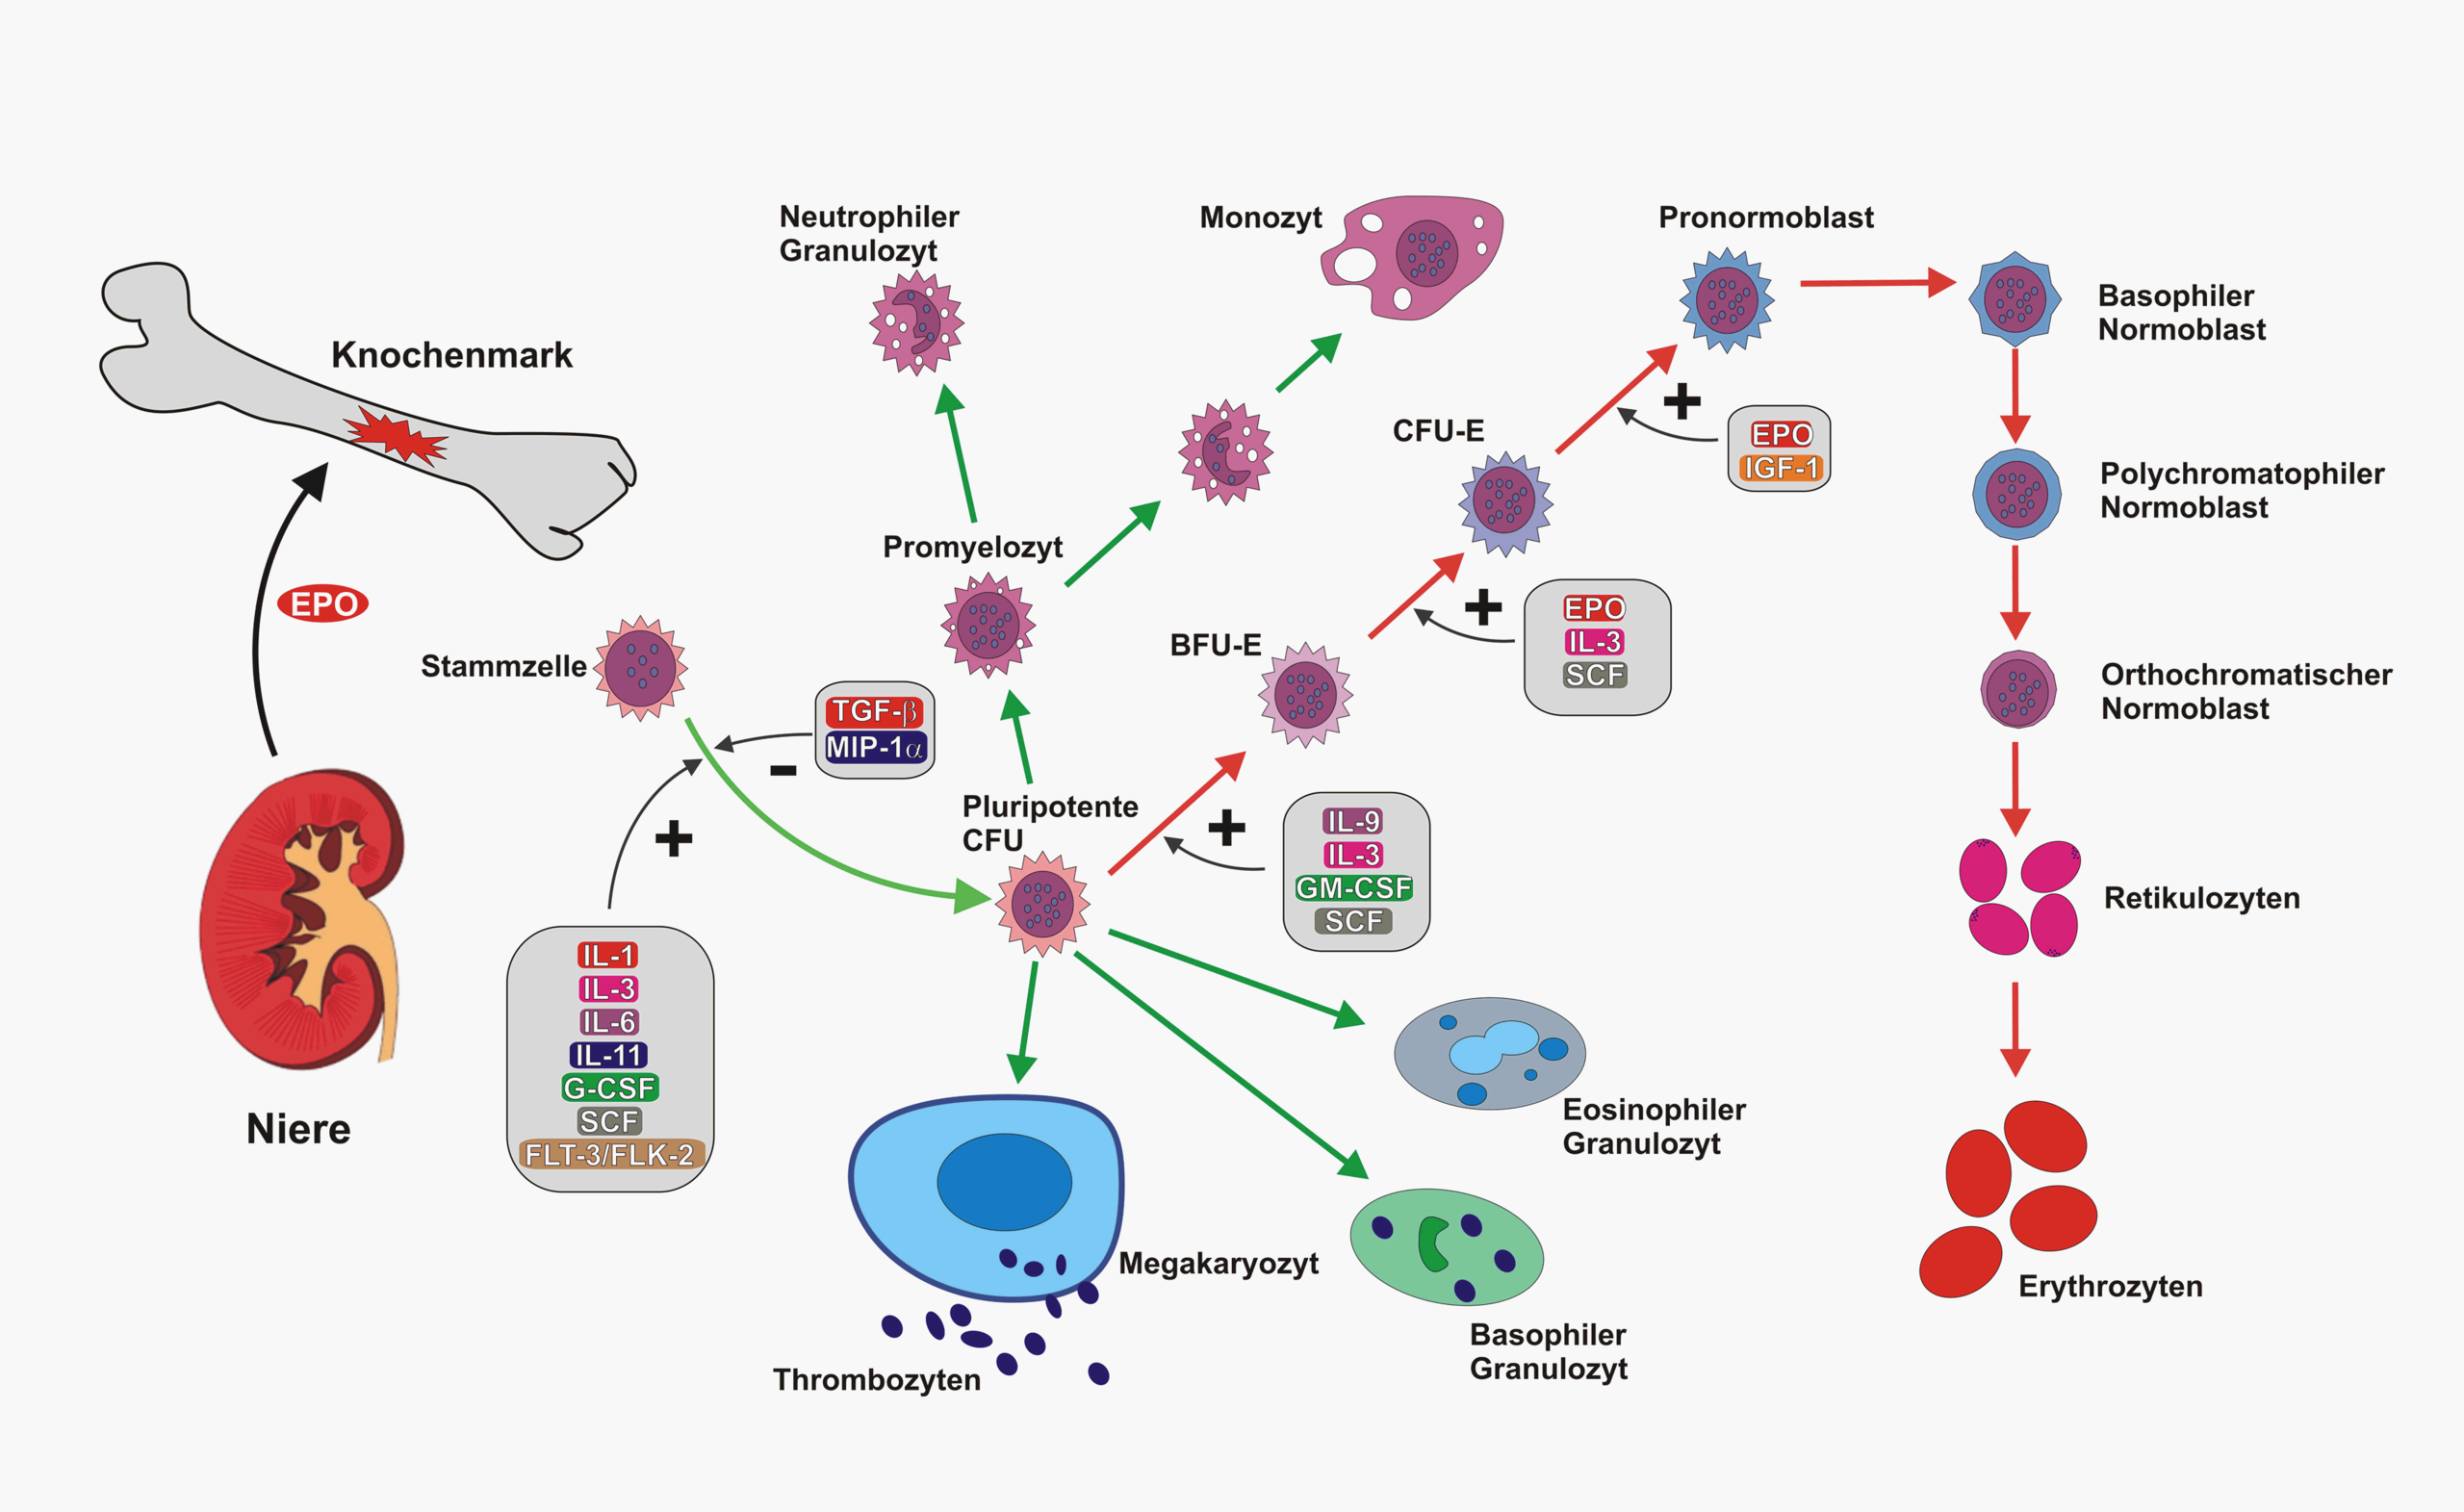 Knochenmark
EPO
Niere
Stammzelle
TGF-β
MIP-1α
-
+
IL-1
IL-3
IL-6
IL-11
G-CSF
SCF
FLT-3/FLK-2
Neutrophiler
Granulozyt
Promyelozyt
Monozyt
Pluripotente
CFU
BFU-E
+
IL-9
IL-3
GM-CSF
SCF
CFU-E
+
EPO
IL-3
SCF
Pronormoblast
+
EPO
IGF-1
Basophiler
Normoblast
Polychromatophiler
Normoblast
Orthochromatischer
Normoblast
Retikulozyten
Erythrozyten
Eosinophiler
Granulozyt
Basophiler
Granulozyt
Megakaryozyt
Thrombozyten